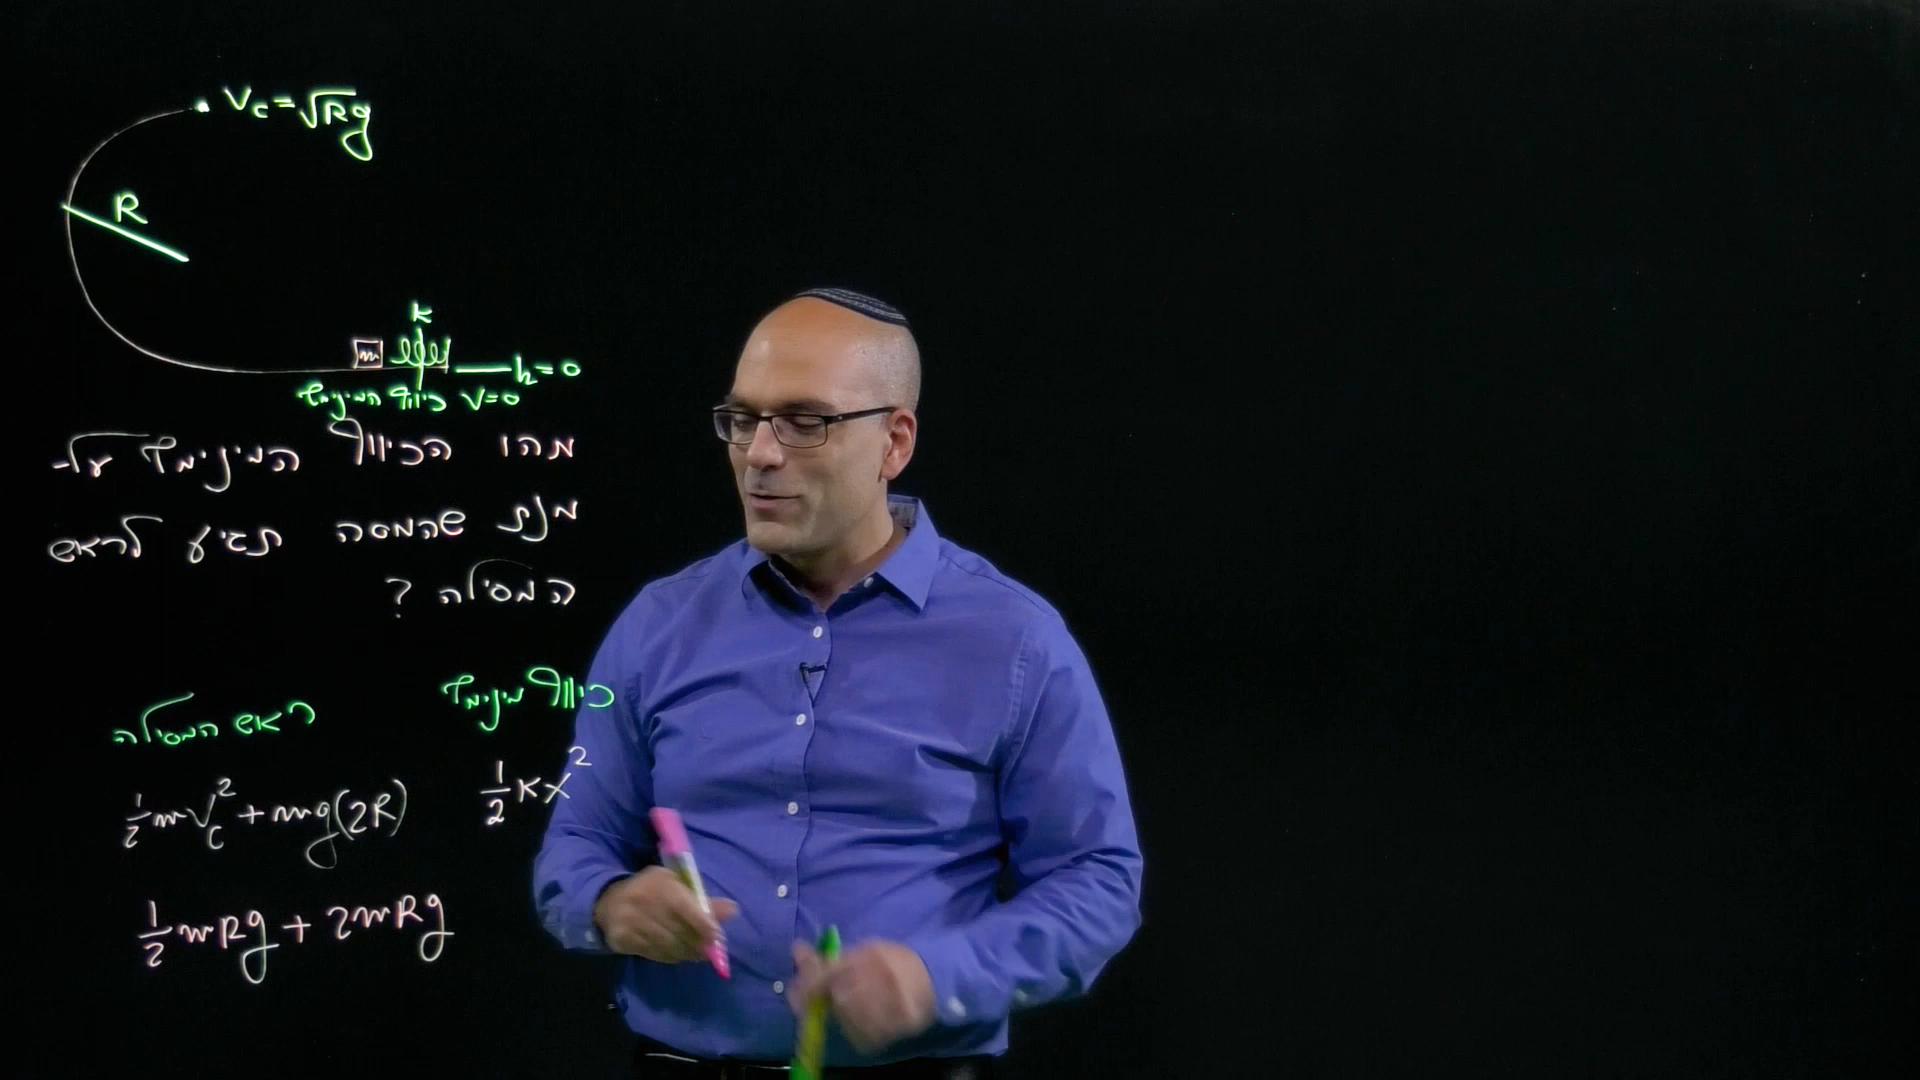 V_c = √Rg
R
k
m
h = 0
כיווץ המינימלי V = 0
מהו הכיווץ המינימלי על-
מנת שהמסה תגיע לראש
המסילה ?
כיווץ מינימלי
ראש המסילה
½kx²
½mV_c² + mg(2R)
½mRg + 2mRg